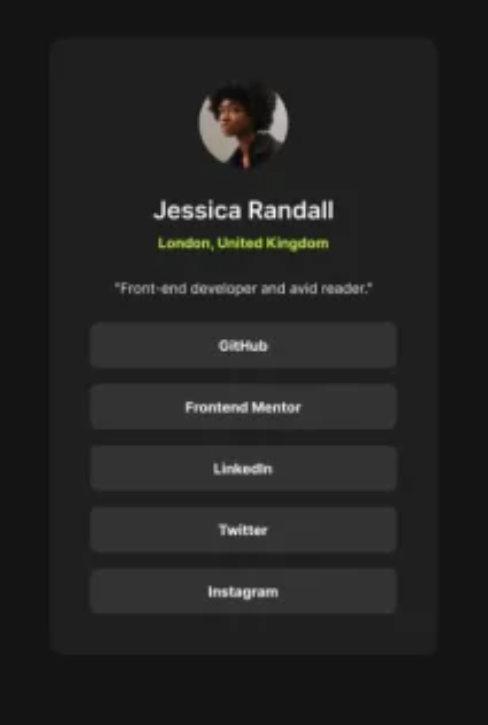 Jessica Randall
London, United Kingdom
"Front-end developer and avid reader."
GitHub
Frontend Mentor
LinkedIn
Twitter
Instagram